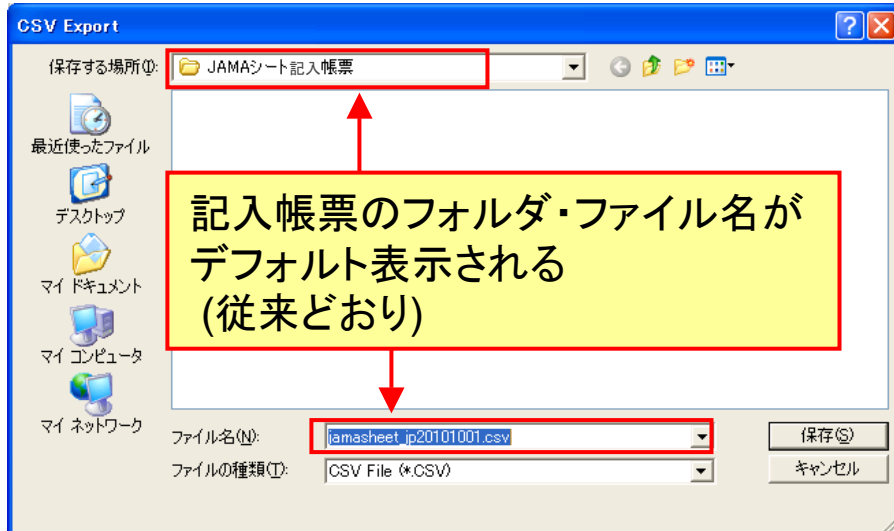 CSV Export
保存する場所(I):
JAMAシート記入帳票
最近使ったファイル
デスクトップ
マイ ドキュメント
マイ コンピュータ
マイ ネットワーク
記入帳票のフォルダ・ファイル名が
デフォルト表示される
(従来どおり)
ファイル名(N):
jamasheet_jp20101001.csv
保存(S)
ファイルの種類(T):
CSV File (*.CSV)
キャンセル